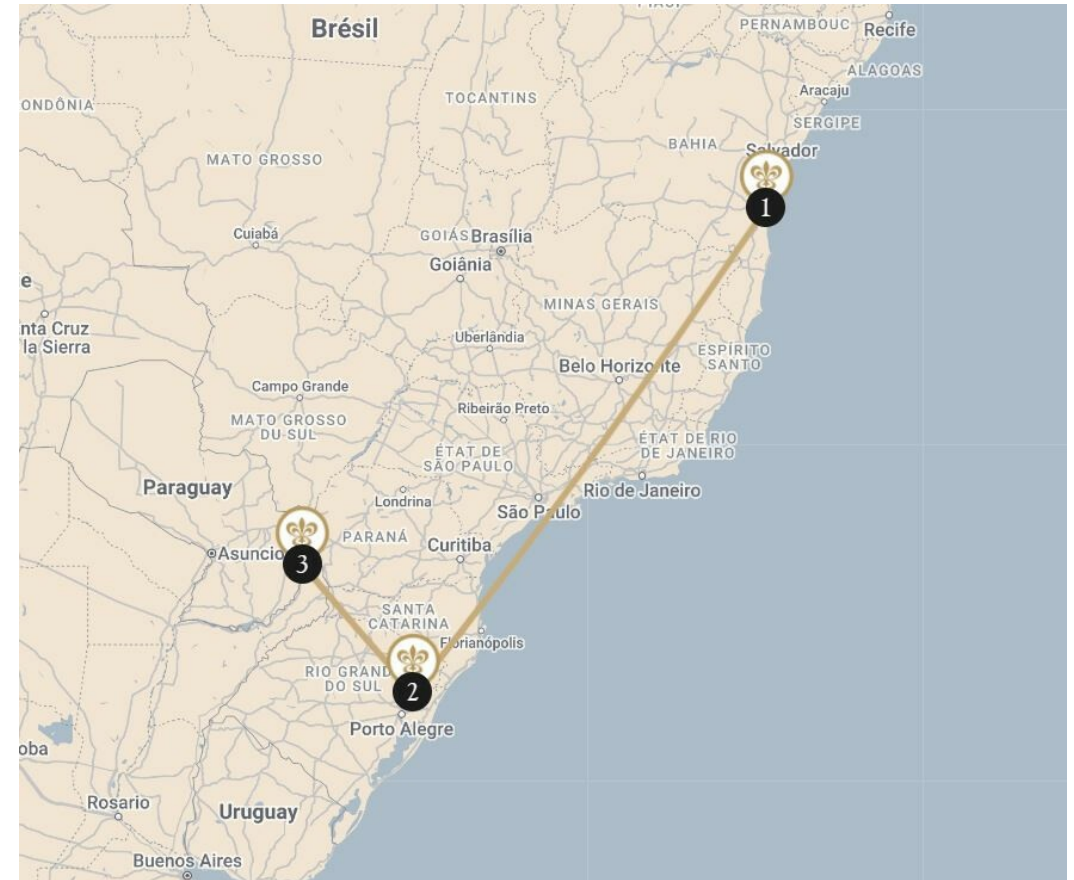 Brésil
PERNAMBOUC
Recife
ALAGOAS
Aracaju
SERGIPE
TOCANTINS
ONDÔNIA
BAHIA
Salvador
MATO GROSSO
1
Cuiabá
GOIÁS
Brasília
Goiânia
e
MINAS GERAIS
nta Cruz
la Sierra
Uberlândia
ESPÍRITO
SANTO
Belo Horizonte
Campo Grande
Ribeirão Preto
MATO GROSSO
DU SUL
ÉTAT DE RIO
DE JANEIRO
ÉTAT DE
SÃO PAULO
Paraguay
Londrina
Rio de Janeiro
São Paulo
PARANÁ
Curitiba
Asuncio
3
SANTA
CATARINA
Florianópolis
RIO GRAND
DO SUL
2
Porto Alegre
oba
Rosario
Uruguay
Buenos Aires